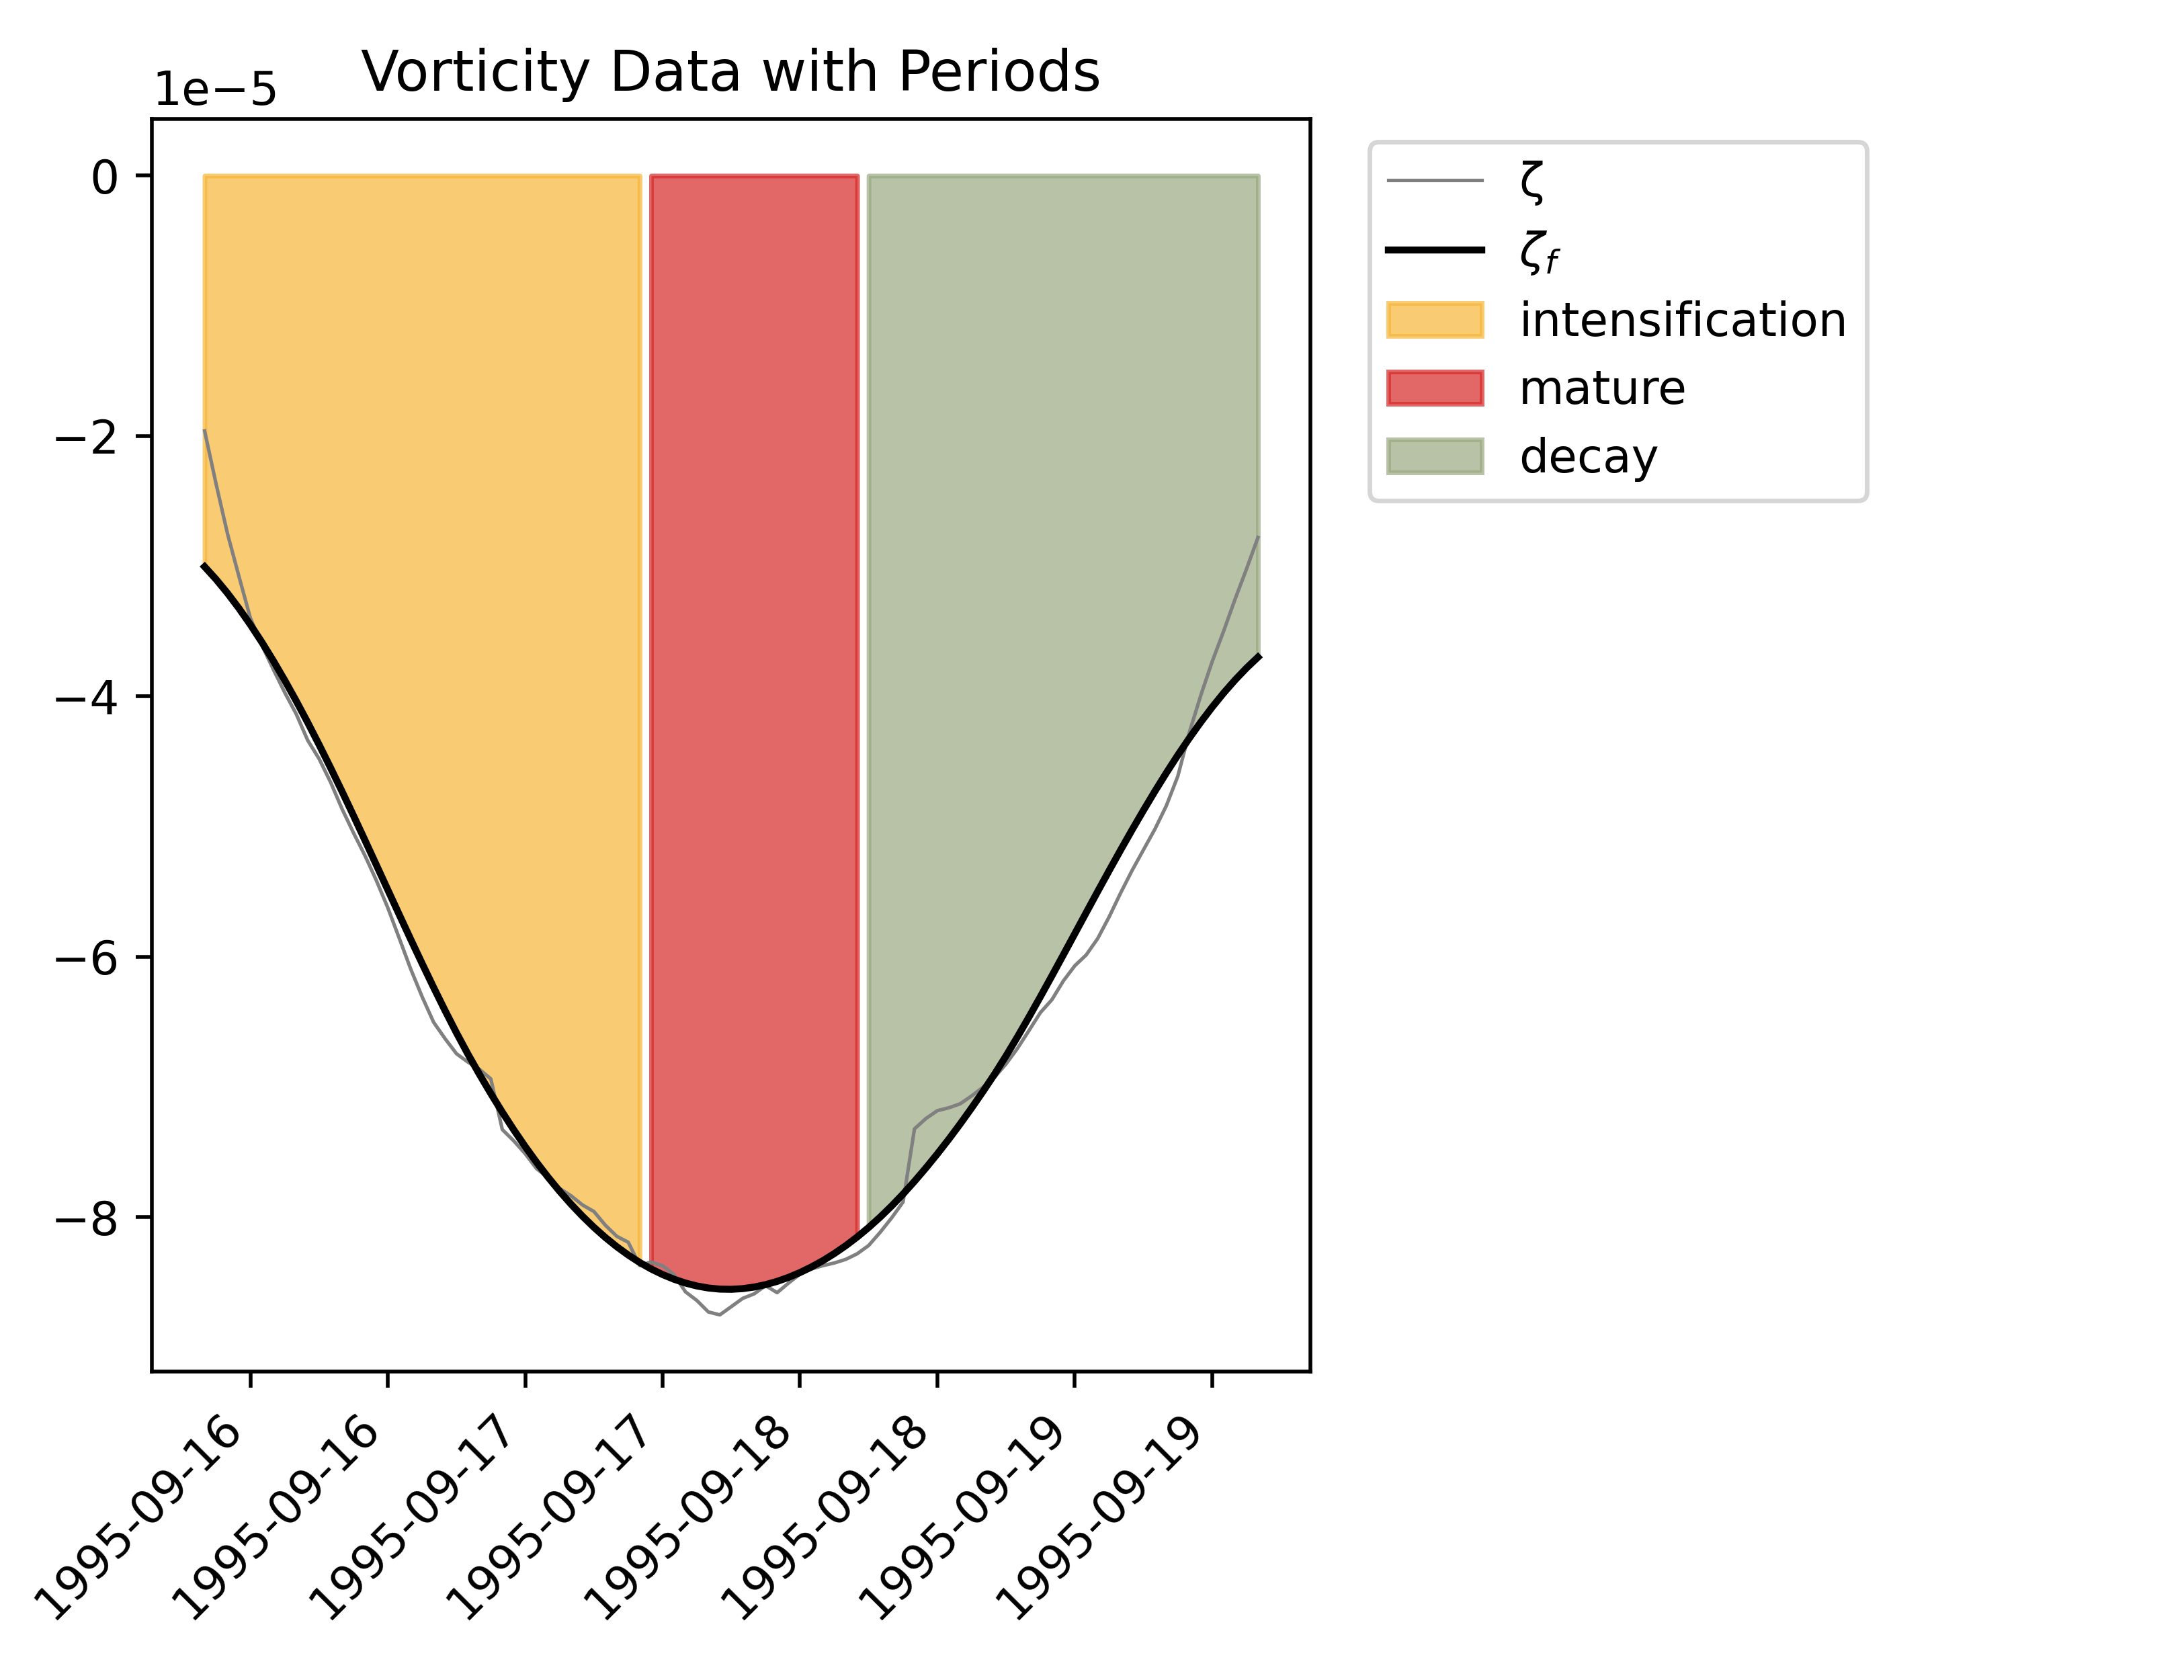 Vorticity Data with Periods
1e−5
0
−2
−4
−6
−8
1995-09-16
1995-09-16
1995-09-17
1995-09-17
1995-09-18
1995-09-18
1995-09-19
1995-09-19
ζ
ζf
intensification
mature
decay